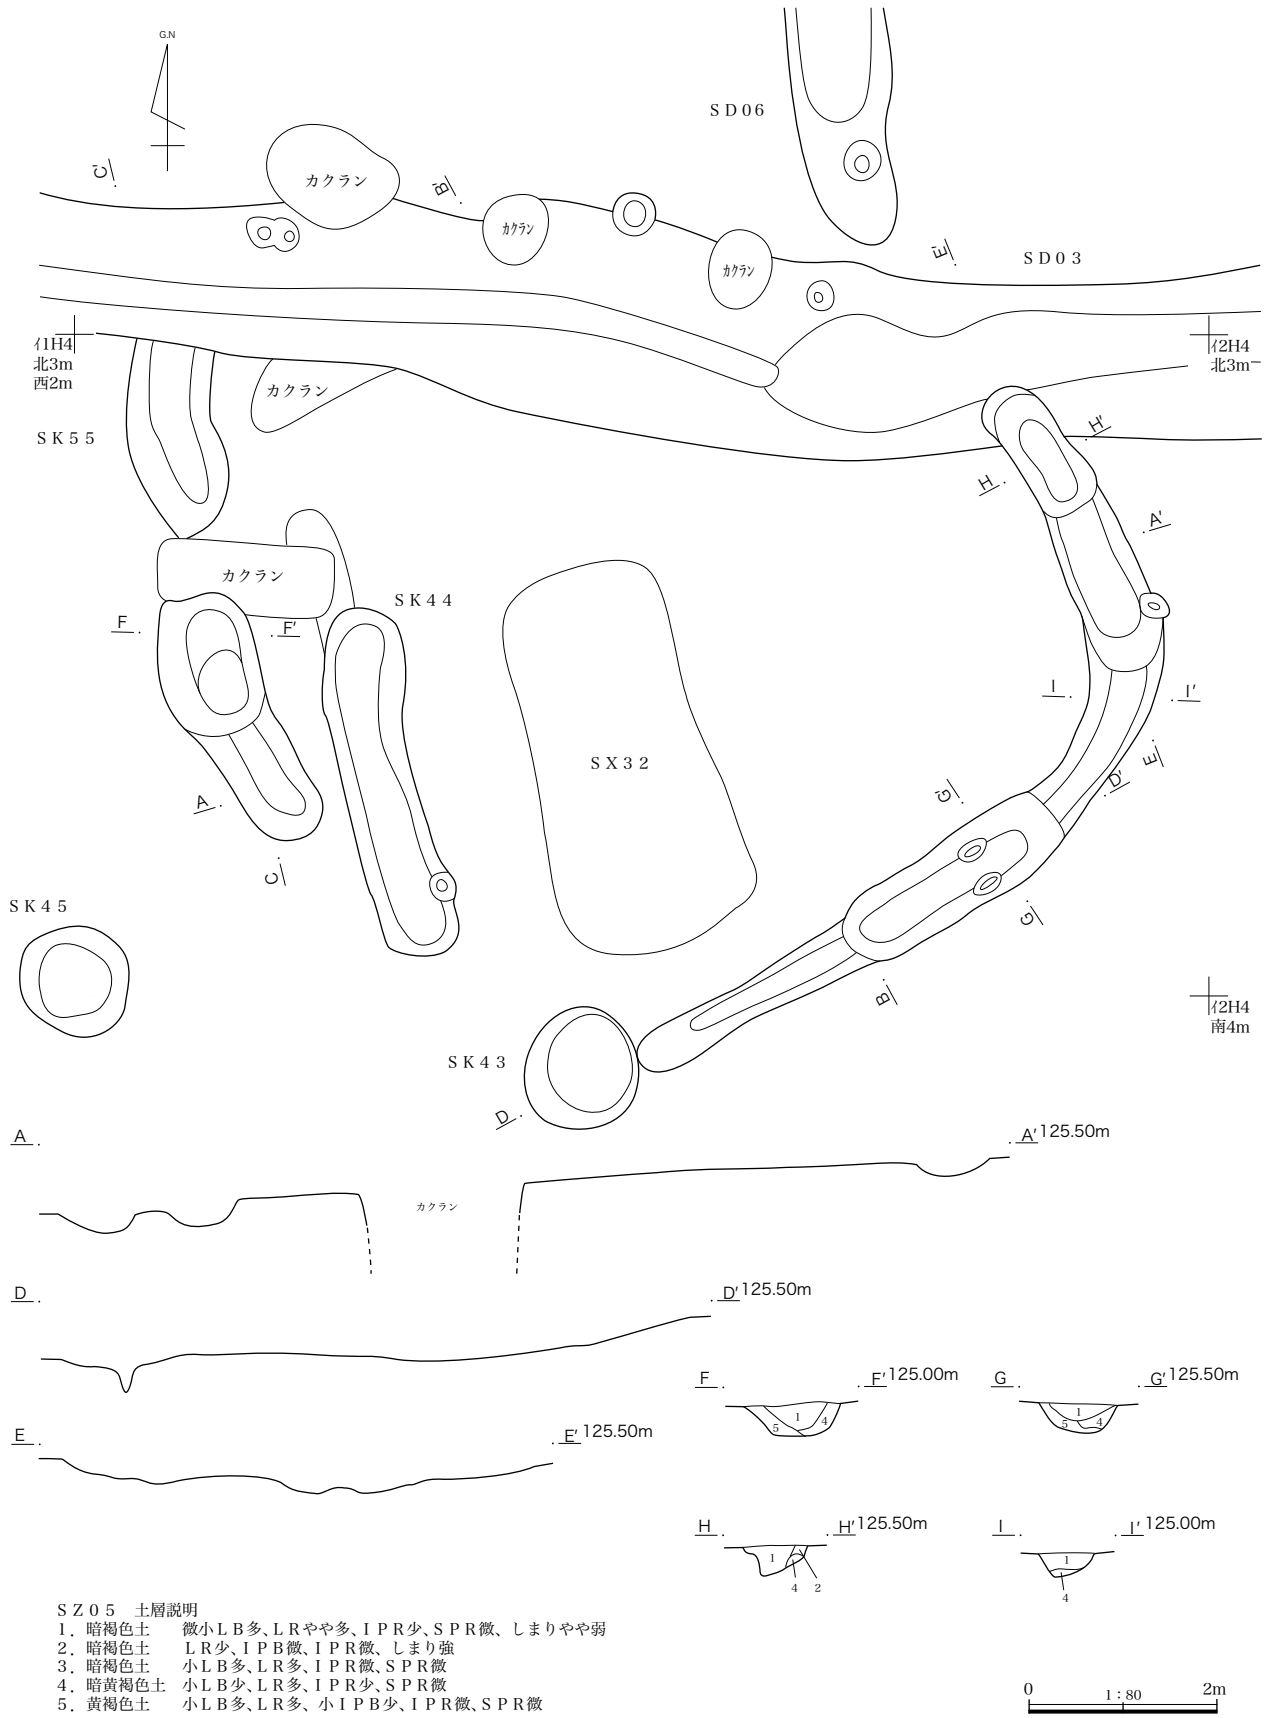 G.N
SD06
C'
カクラン
B'
カクラン
E'
SD03
カクラン
ｲ1H4
北3m
西2m
ｲ2H4
北3m
カクラン
SK55
H'
H
A'
カクラン
SK44
F
F'
I
I'
SX32
E
D'
A
G'
C
SK45
G
B
ｲ2H4
南4m
SK43
D
A
A' 125.50m
カクラン
D
D' 125.50m
F
F' 125.00m
G
G' 125.50m
1
5
4
1
5
4
E
E' 125.50m
H
H' 125.50m
I
I' 125.00m
1
4
2
1
4
ＳＺ０５　土層説明
１．暗褐色土　　微小ＬＢ多､ＬＲやや多､ＩＰＲ少､ＳＰＲ微、しまりやや弱
２．暗褐色土　　ＬＲ少､ＩＰＢ微､ＩＰＲ微、しまり強
３．暗褐色土　　小ＬＢ多､ＬＲ多､ＩＰＲ微､ＳＰＲ微
４．暗黄褐色土　小ＬＢ少､ＬＲ多､ＩＰＲ少､ＳＰＲ微
５．黄褐色土　　小ＬＢ多､ＬＲ多、小ＩＰＢ少､ＩＰＲ微､ＳＰＲ微
0
1：80
2m